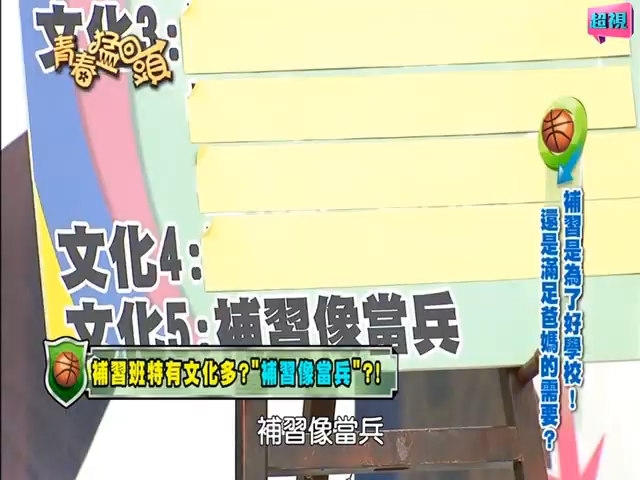 文化3:
青春猛回頭
超視
文化4:
文化5:補習像當兵
補習是為了好學校！
還是滿足爸媽的需要？
補習班特有文化多?"補習像當兵"?!
補習像當兵